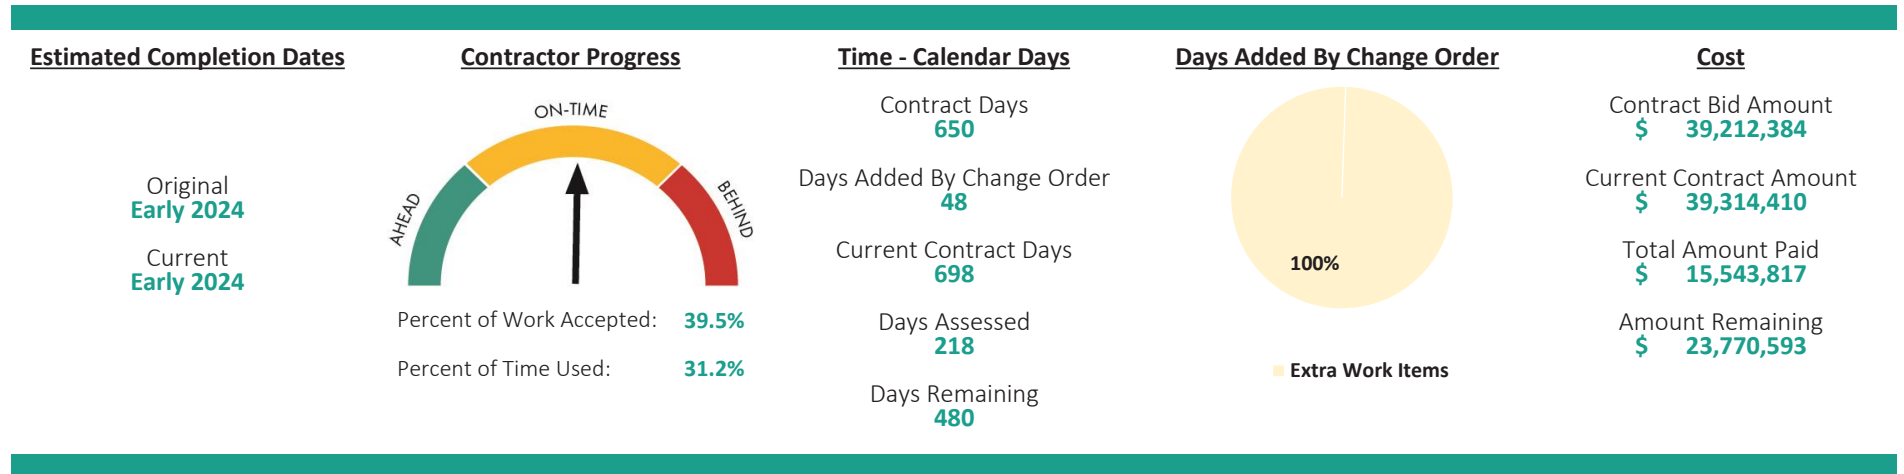 Estimated Completion Dates
Original
Early 2024
Current
Early 2024
Contractor Progress
ON-TIME
AHEAD
BEHIND
Percent of Work Accepted: 39.5%
Percent of Time Used: 31.2%
Time - Calendar Days
Contract Days
650
Days Added By Change Order
48
Current Contract Days
698
Days Assessed
218
Days Remaining
480
Days Added By Change Order
100%
Extra Work Items
Cost
Contract Bid Amount
$ 39,212,384
Current Contract Amount
$ 39,314,410
Total Amount Paid
$ 15,543,817
Amount Remaining
$ 23,770,593